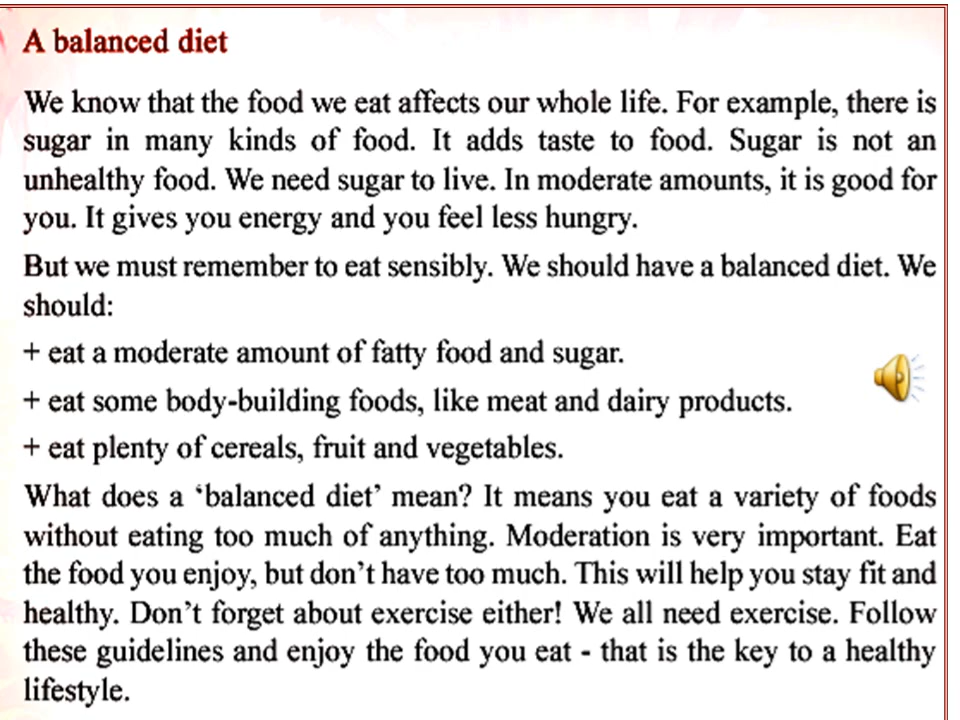 A balanced diet
We know that the food we eat affects our whole life. For example, there is
sugar in many kinds of food. It adds taste to food. Sugar is not an
unhealthy food. We need sugar to live. In moderate amounts, it is good for
you. It gives you energy and you feel less hungry.
But we must remember to eat sensibly. We should have a balanced diet. We
should:
+ eat a moderate amount of fatty food and sugar.
+ eat some body-building foods, like meat and dairy products.
+ eat plenty of cereals, fruit and vegetables.
What does a ‘balanced diet’ mean? It means you eat a variety of foods
without eating too much of anything. Moderation is very important. Eat
the food you enjoy, but don’t have too much. This will help you stay fit and
healthy. Don’t forget about exercise either! We all need exercise. Follow
these guidelines and enjoy the food you eat - that is the key to a healthy
lifestyle.